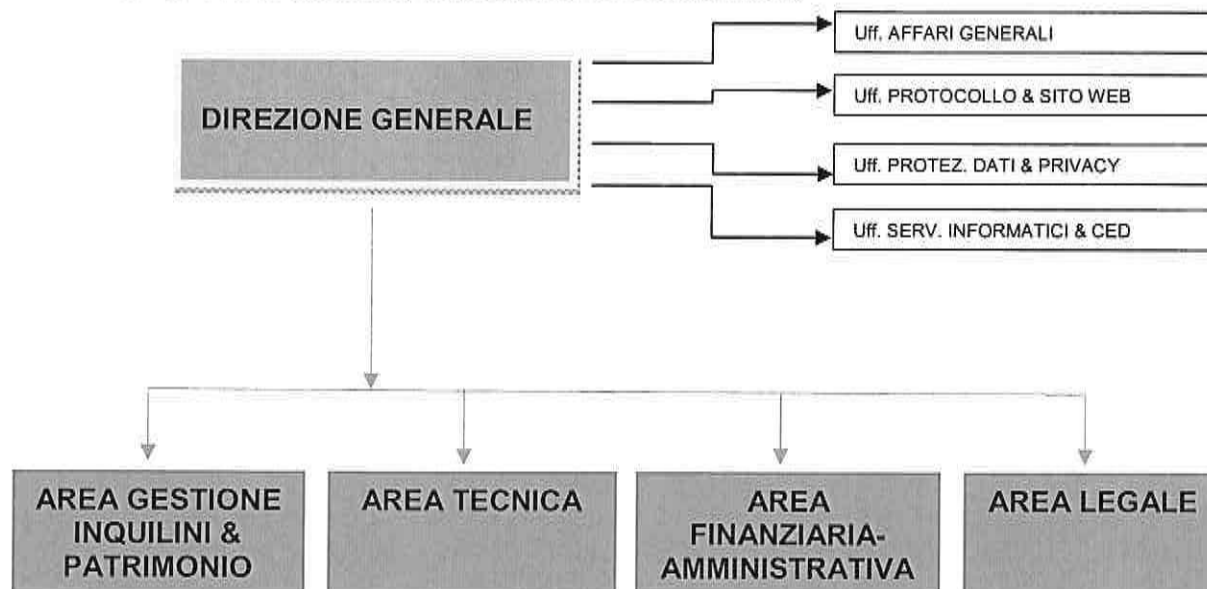 DIREZIONE GENERALE
Uff. AFFARI GENERALI
Uff. PROTOCOLLO & SITO WEB
Uff. PROTEZ. DATI & PRIVACY
Uff. SERV. INFORMATICI & CED
AREA GESTIONE
INQUILINI &
PATRIMONIO
AREA TECNICA
AREA
FINANZIARIA-
AMMINISTRATIVA
AREA LEGALE